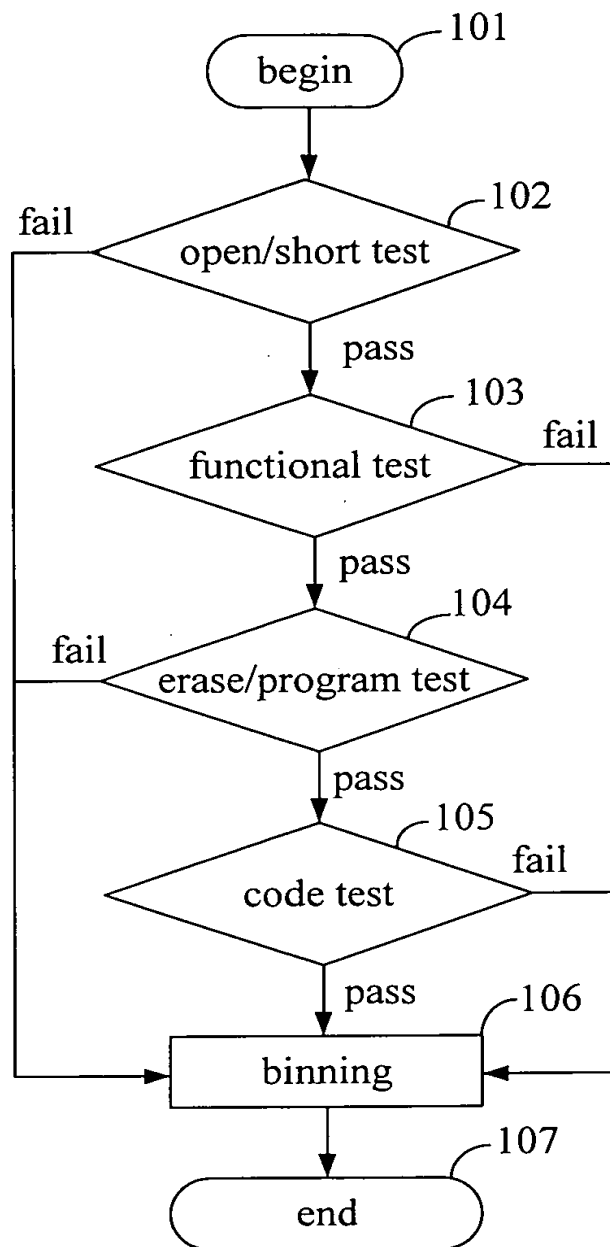 101
begin
102
fail
open/short test
pass
103
fail
functional test
pass
104
fail
erase/program test
pass
105
fail
code test
pass
106
binning
107
end